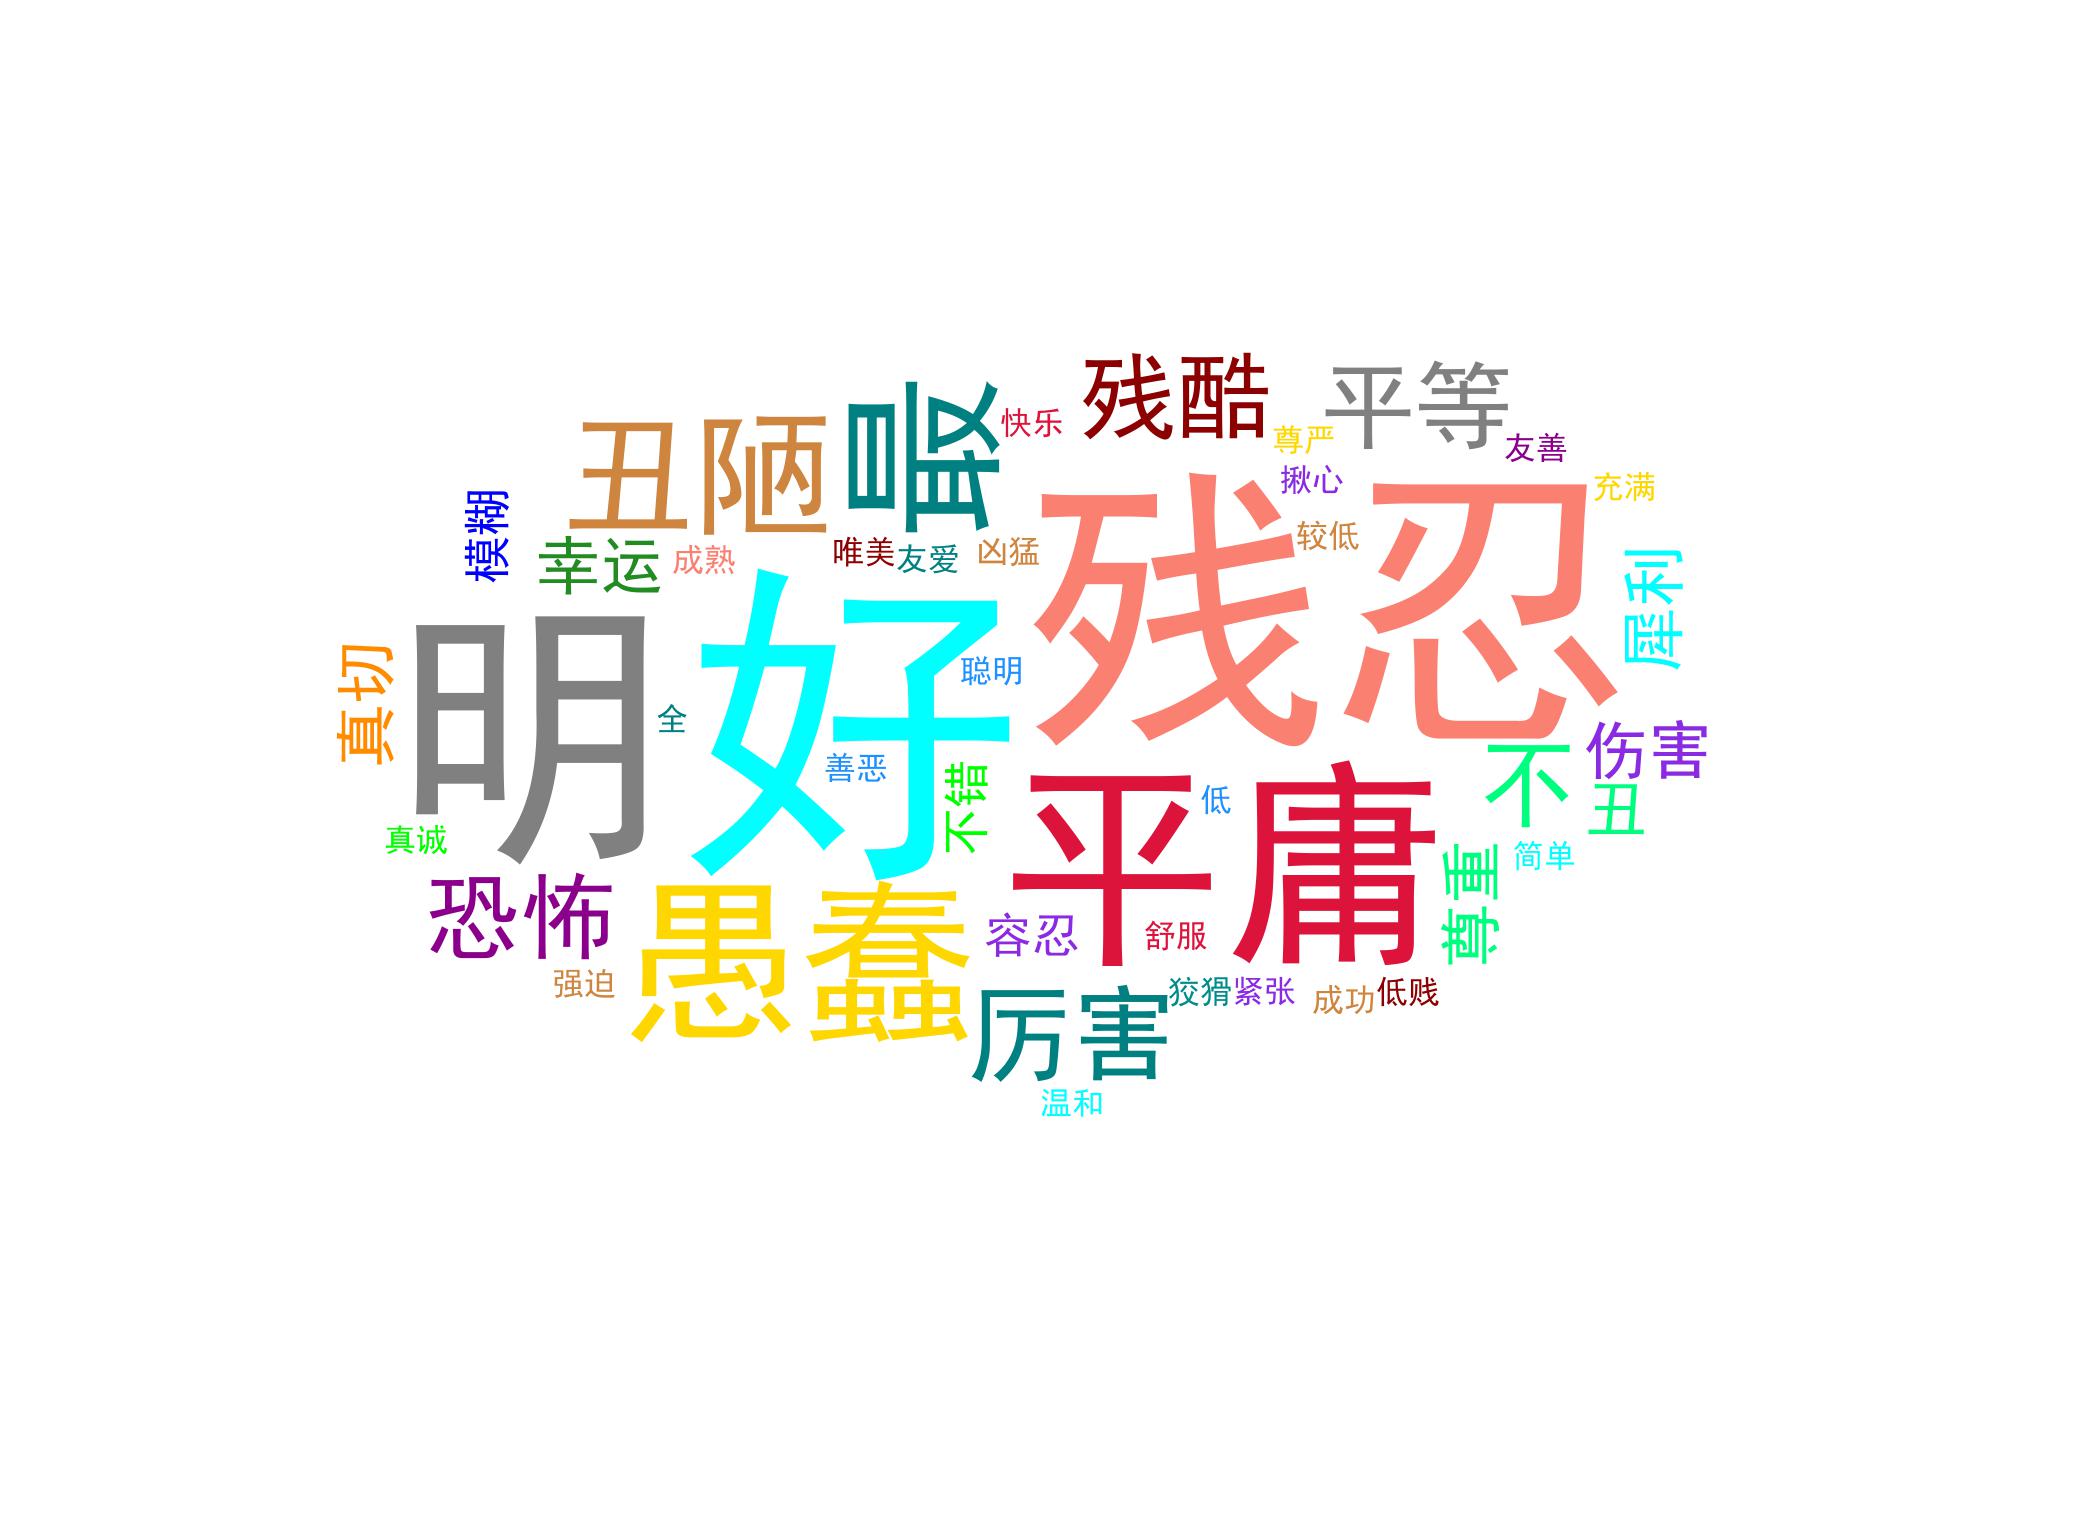 残酷
平等
丑陋
最
快乐
尊严
友善
揪心
充满
模糊
幸运
成熟
唯美
友爱
凶猛
残忍
较低
犀利
真切
明
全
好
聪明
善恶
不错
平庸
低
不
伤害
丑
真诚
恐怖
愚蠢
容忍
舒服
尊重
简单
强迫
厉害
狡猾
紧张
成功
低贱
温和